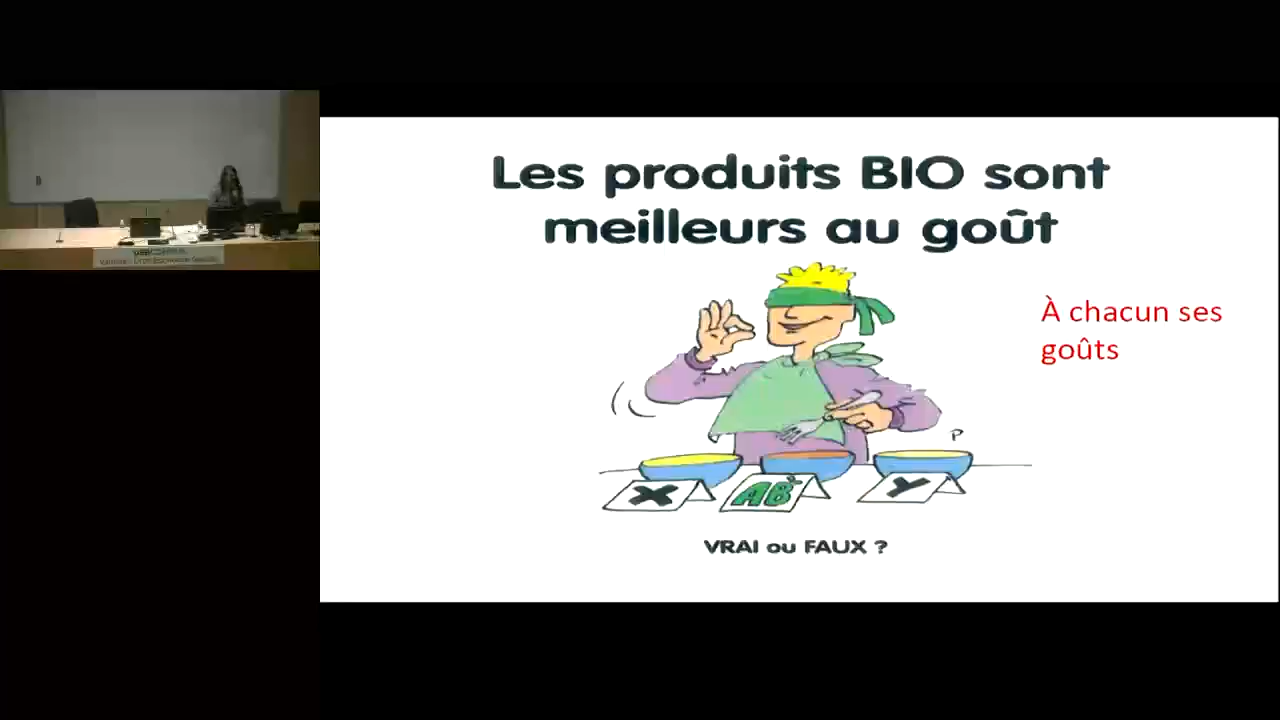 Les produits BIO sont
meilleurs au goût
À chacun ses
goûts
P
X
AB
Y
VRAI ou FAUX ?